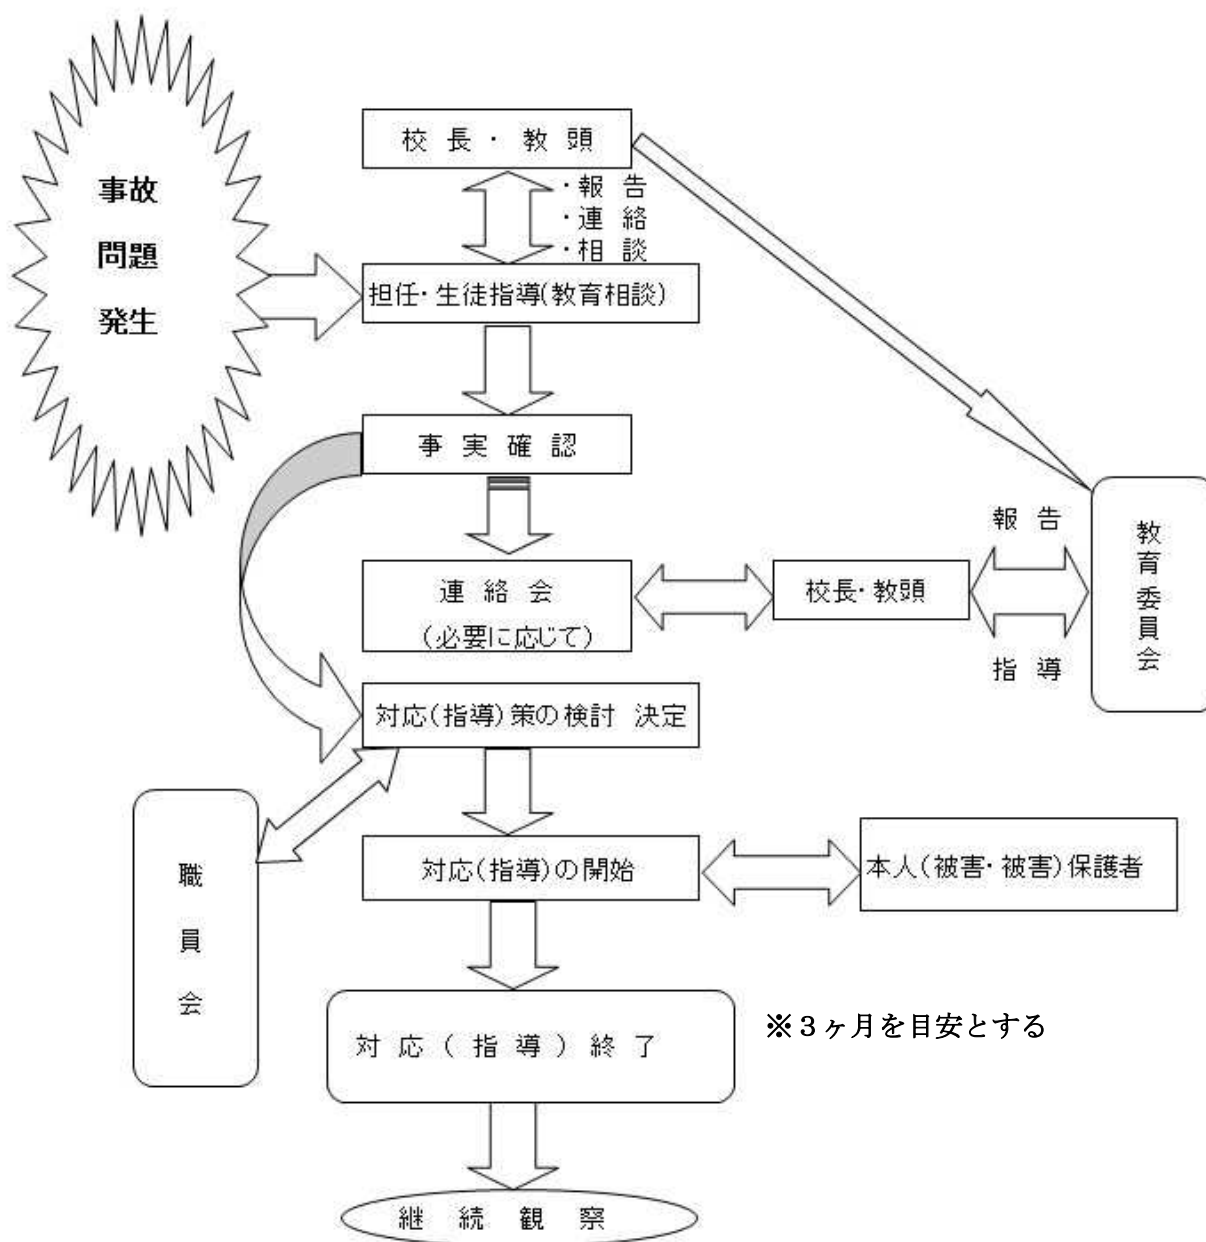 事故
問題
発生
校長・教頭
・報告
・連絡
・相談
担任・生徒指導(教育相談)
事実確認
連絡会
(必要に応じて)
校長・教頭
報告
指導
教育委員会
対応(指導)策の検討 決定
職員会
対応(指導)の開始
本人(被害・被害)保護者
対応(指導)終了
※3ヶ月を目安とする
継続観察